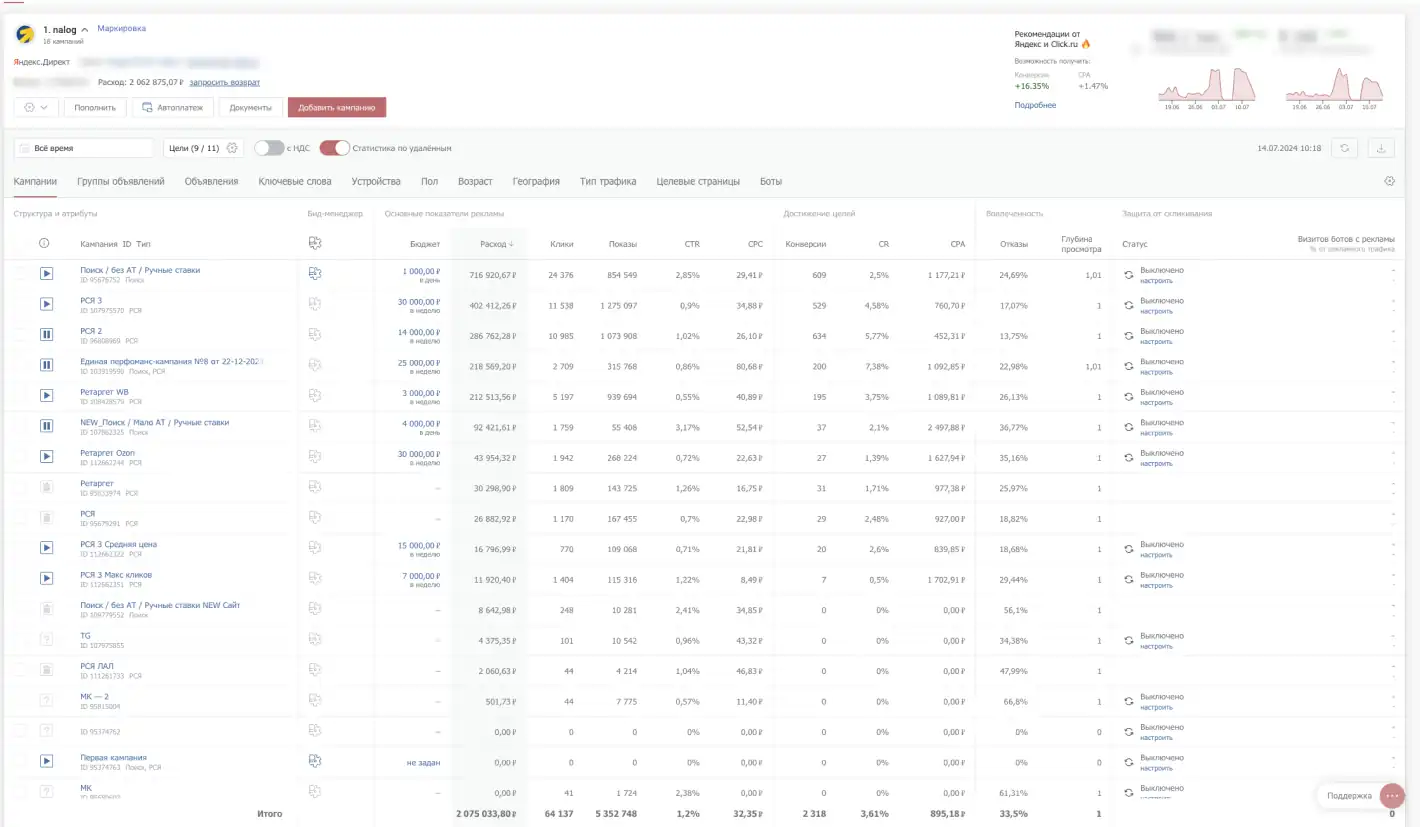 1. nalog Маркировка
18 кампаний
Яндекс.Директ
Расход: 2 062 875,07 ₽ запросить возврат
Пополнить Автоплатеж Документы Добавить кампанию
Рекомендации от
Яндекс и Click.ru
Возможность получить:
Конверсии CPA
+16.35% +1.47%
Подробнее
19.06 26.06 03.07 10.07
19.06 26.06 03.07 10.07
Всё время Цели (9 / 11) с НДС Статистика по удалённым 14.07.2024 10:18
Кампании Группы объявлений Объявления Ключевые слова Устройства Пол Возраст География Тип трафика Целевые страницы Боты
Структура и атрибуты Бид-менеджер Основные показатели рекламы Достижение целей Вовлеченность Защита от скликивания
Кампания ID Тип Бюджет Расход ↓ Клики Показы CTR CPC Конверсии CR CPA Отказы Глубина просмотра Статус Визитов ботов с рекламы
% от рекламного трафика
Поиск / без АТ / Ручные ставки 1 000,00 ₽ 716 920,67 ₽ 24 376 854 549 2,85% 29,41 ₽ 609 2,5% 1 177,21 ₽ 24,69% 1,01 Выключено -
ID 95676752 Поиск в день настроить -
РСЯ 3 30 000,00 ₽ 402 412,26 ₽ 11 538 1 275 097 0,9% 34,88 ₽ 529 4,58% 760,70 ₽ 17,07% 1 Выключено -
ID 107975570 РСЯ в неделю настроить -
РСЯ 2 14 000,00 ₽ 286 762,28 ₽ 10 985 1 073 908 1,02% 26,10 ₽ 634 5,77% 452,31 ₽ 13,75% 1 Выключено -
ID 96808969 РСЯ в неделю настроить -
Единая перфоманс-кампания №8 от 22-12-202 25 000,00 ₽ 218 569,20 ₽ 2 709 315 768 0,86% 80,68 ₽ 200 7,38% 1 092,85 ₽ 22,98% 1,01 Выключено -
ID 103919590 Поиск, РСЯ в неделю настроить -
Ретаргет WB 3 000,00 ₽ 212 513,56 ₽ 5 197 939 694 0,55% 40,89 ₽ 195 3,75% 1 089,81 ₽ 26,13% 1 Выключено -
ID 108428579 РСЯ в неделю настроить -
NEW_Поиск / Мало АТ / Ручные ставки 4 000,00 ₽ 92 421,61 ₽ 1 759 55 406 3,17% 52,54 ₽ 37 2,1% 2 497,88 ₽ 36,77% 1 Выключено -
ID 107962325 Поиск в день настроить -
Ретаргет Ozon 30 000,00 ₽ 43 954,32 ₽ 1 942 268 224 0,72% 22,63 ₽ 27 1,39% 1 627,94 ₽ 35,16% 1 Выключено -
ID 112662244 РСЯ в неделю настроить -
Ретаргет – 30 298,90 ₽ 1 809 143 725 1,26% 16,75 ₽ 31 1,71% 977,38 ₽ 25,97% 1 -
РСЯ -
РСЯ – 26 882,92 ₽ 1 170 167 455 0,7% 22,98 ₽ 29 2,48% 927,00 ₽ 18,82% 1 -
ID 95679291 РСЯ -
РСЯ 3 Средняя цена 15 000,00 ₽ 16 796,99 ₽ 770 109 068 0,71% 21,81 ₽ 20 2,6% 839,85 ₽ 18,68% 1 Выключено -
ID 112662322 РСЯ в неделю настроить -
РСЯ 3 Макс кликов 7 000,00 ₽ 11 920,40 ₽ 1 404 115 316 1,22% 8,49 ₽ 7 0,5% 1 702,91 ₽ 29,44% 1 Выключено -
ID 112662351 РСЯ в неделю настроить -
Поиск / без АТ / Ручные ставки NEW Сайт – 8 642,98 ₽ 248 10 281 2,41% 34,85 ₽ 0 0% 0,00 ₽ 56,1% 1 -
ID 109779552 Поиск -
TG – 4 375,35 ₽ 101 10 542 0,96% 43,32 ₽ 0 0% 0,00 ₽ 34,38% 1 Выключено -
ID 107975855 настроить -
РСЯ ЛАЛ – 2 060,63 ₽ 44 4 214 1,04% 46,83 ₽ 0 0% 0,00 ₽ 47,99% 1 -
ID 111261733 РСЯ -
МК — 2 – 501,73 ₽ 44 7 775 0,57% 11,40 ₽ 0 0% 0,00 ₽ 66,8% 1 Выключено -
ID 95815004 настроить -
ID 95374762 – 0,00 ₽ 0 0 0% 0,00 ₽ 0 0% 0,00 ₽ 0% 0 Выключено -
настроить -
Первая кампания не задан 0,00 ₽ 0 0 0% 0,00 ₽ 0 0% 0,00 ₽ 0% 0 Выключено -
ID 95374763 Поиск, РСЯ настроить -
МК – 0,00 ₽ 41 1 724 2,38% 0,00 ₽ 0 0% 0,00 ₽ 61,31% 1 Выключено -
Поддержка
Итого 2 075 033,80 ₽ 64 137 5 352 748 1,2% 32,35 ₽ 2 318 3,61% 895,18 ₽ 33,5% 1 0